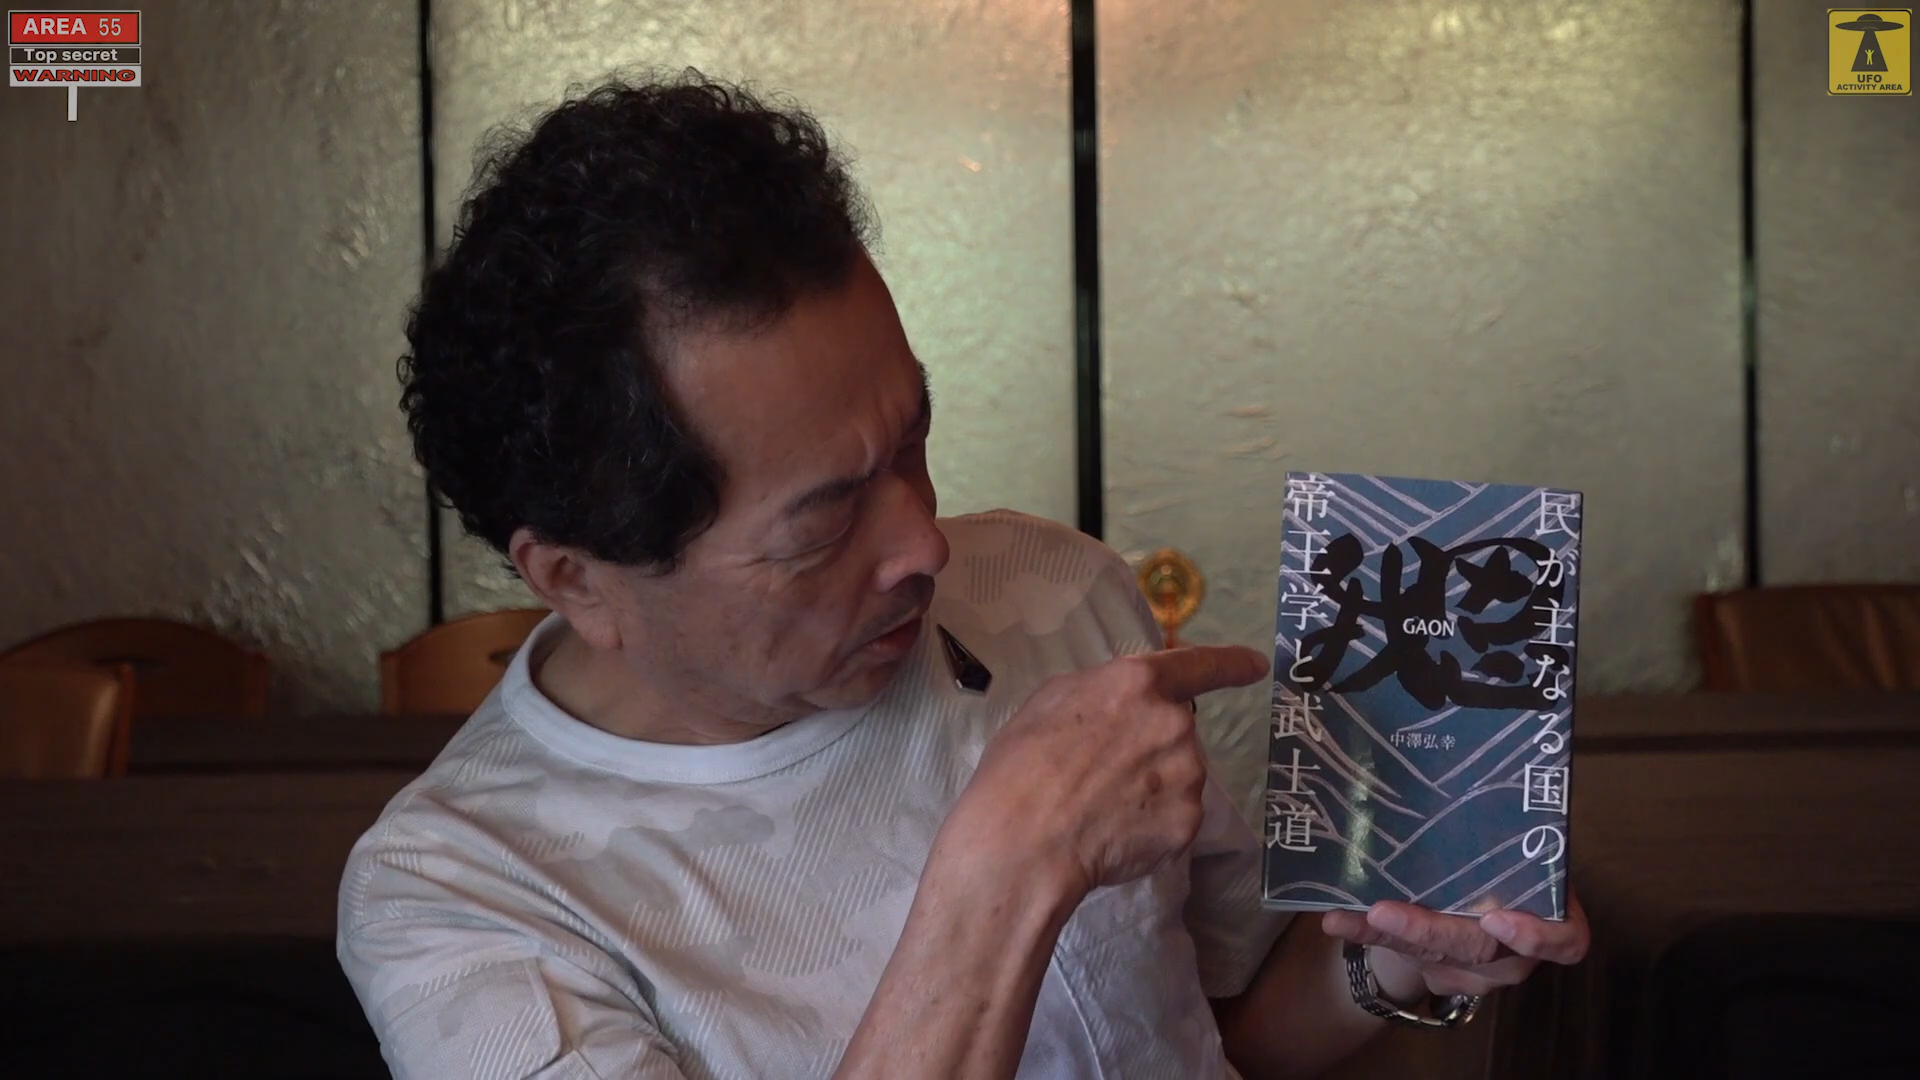 AREA 55
Top secret
WARNING
UFO
ACTIVITY AREA
民が主なる国の
帝王学と武士道
GAON
中澤弘幸